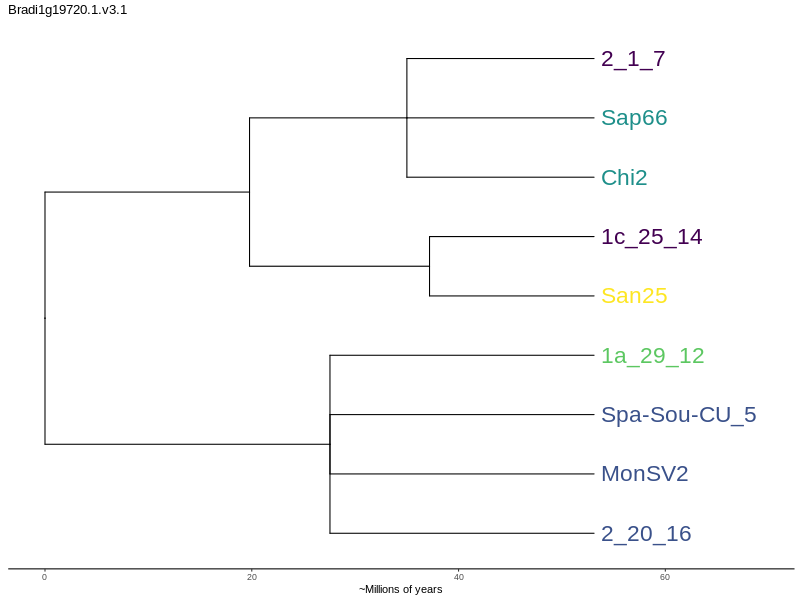 Bradi1g19720.1.v3.1
2_1_7
Sap66
Chi2
1c_25_14
San25
1a_29_12
Spa-Sou-CU_5
MonSV2
2_20_16
0 20 40 60
~Millions of years